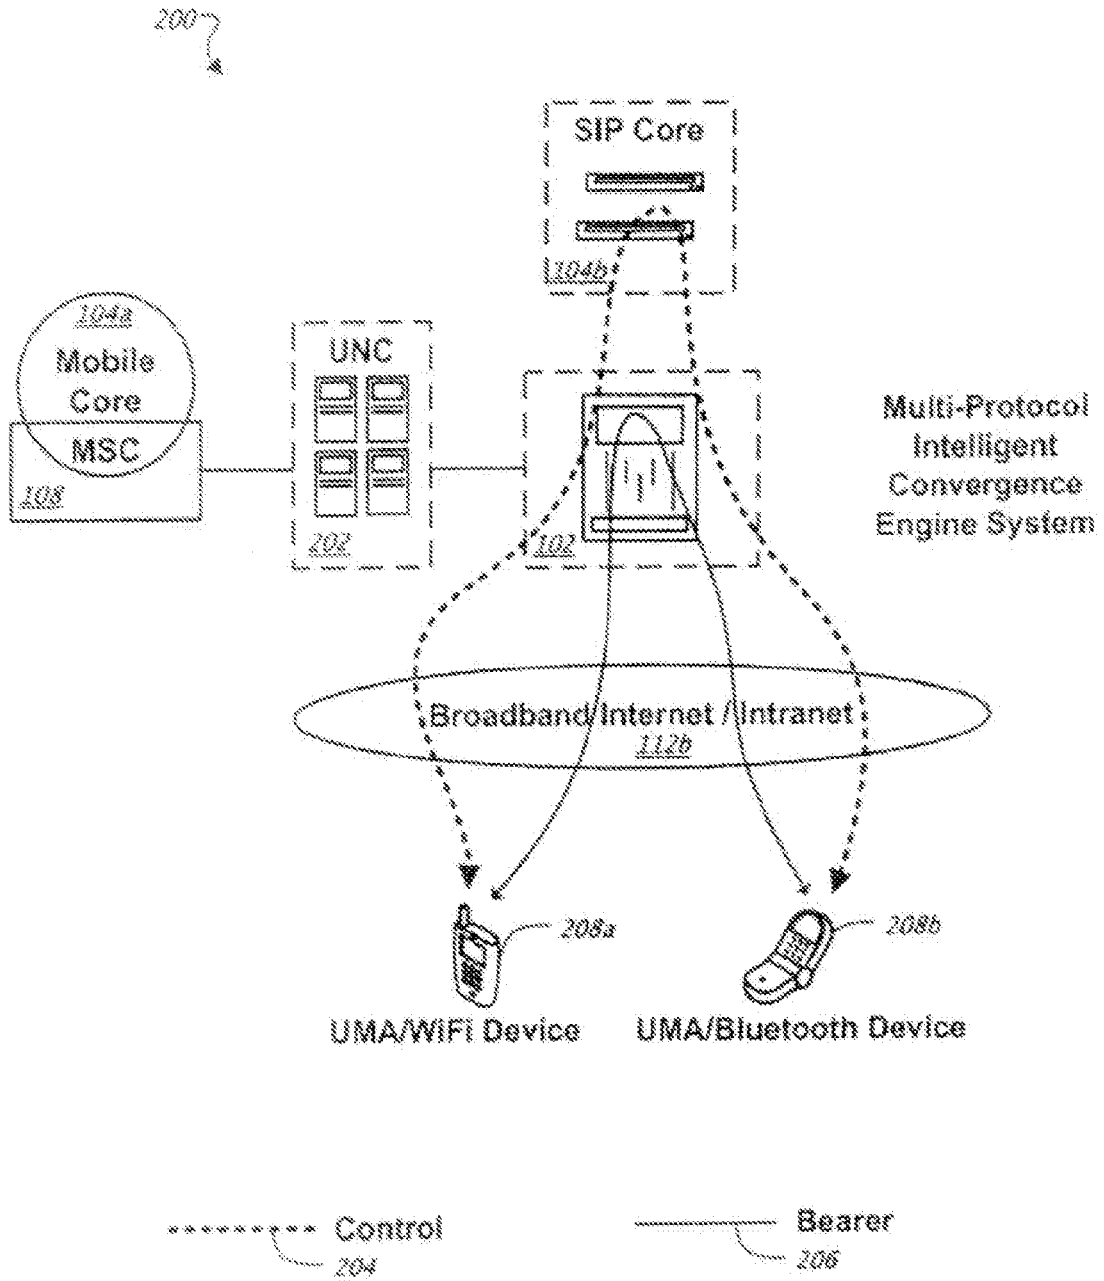 200
SIP Core
104b
104a
Mobile
Core
MSC
108
UNC
202
102
Multi-Protocol
Intelligent
Convergence
Engine System
Broadband Internet / Intranet
112b
208a
208b
UMA/WiFi Device
UMA/Bluetooth Device
Control
204
Bearer
206